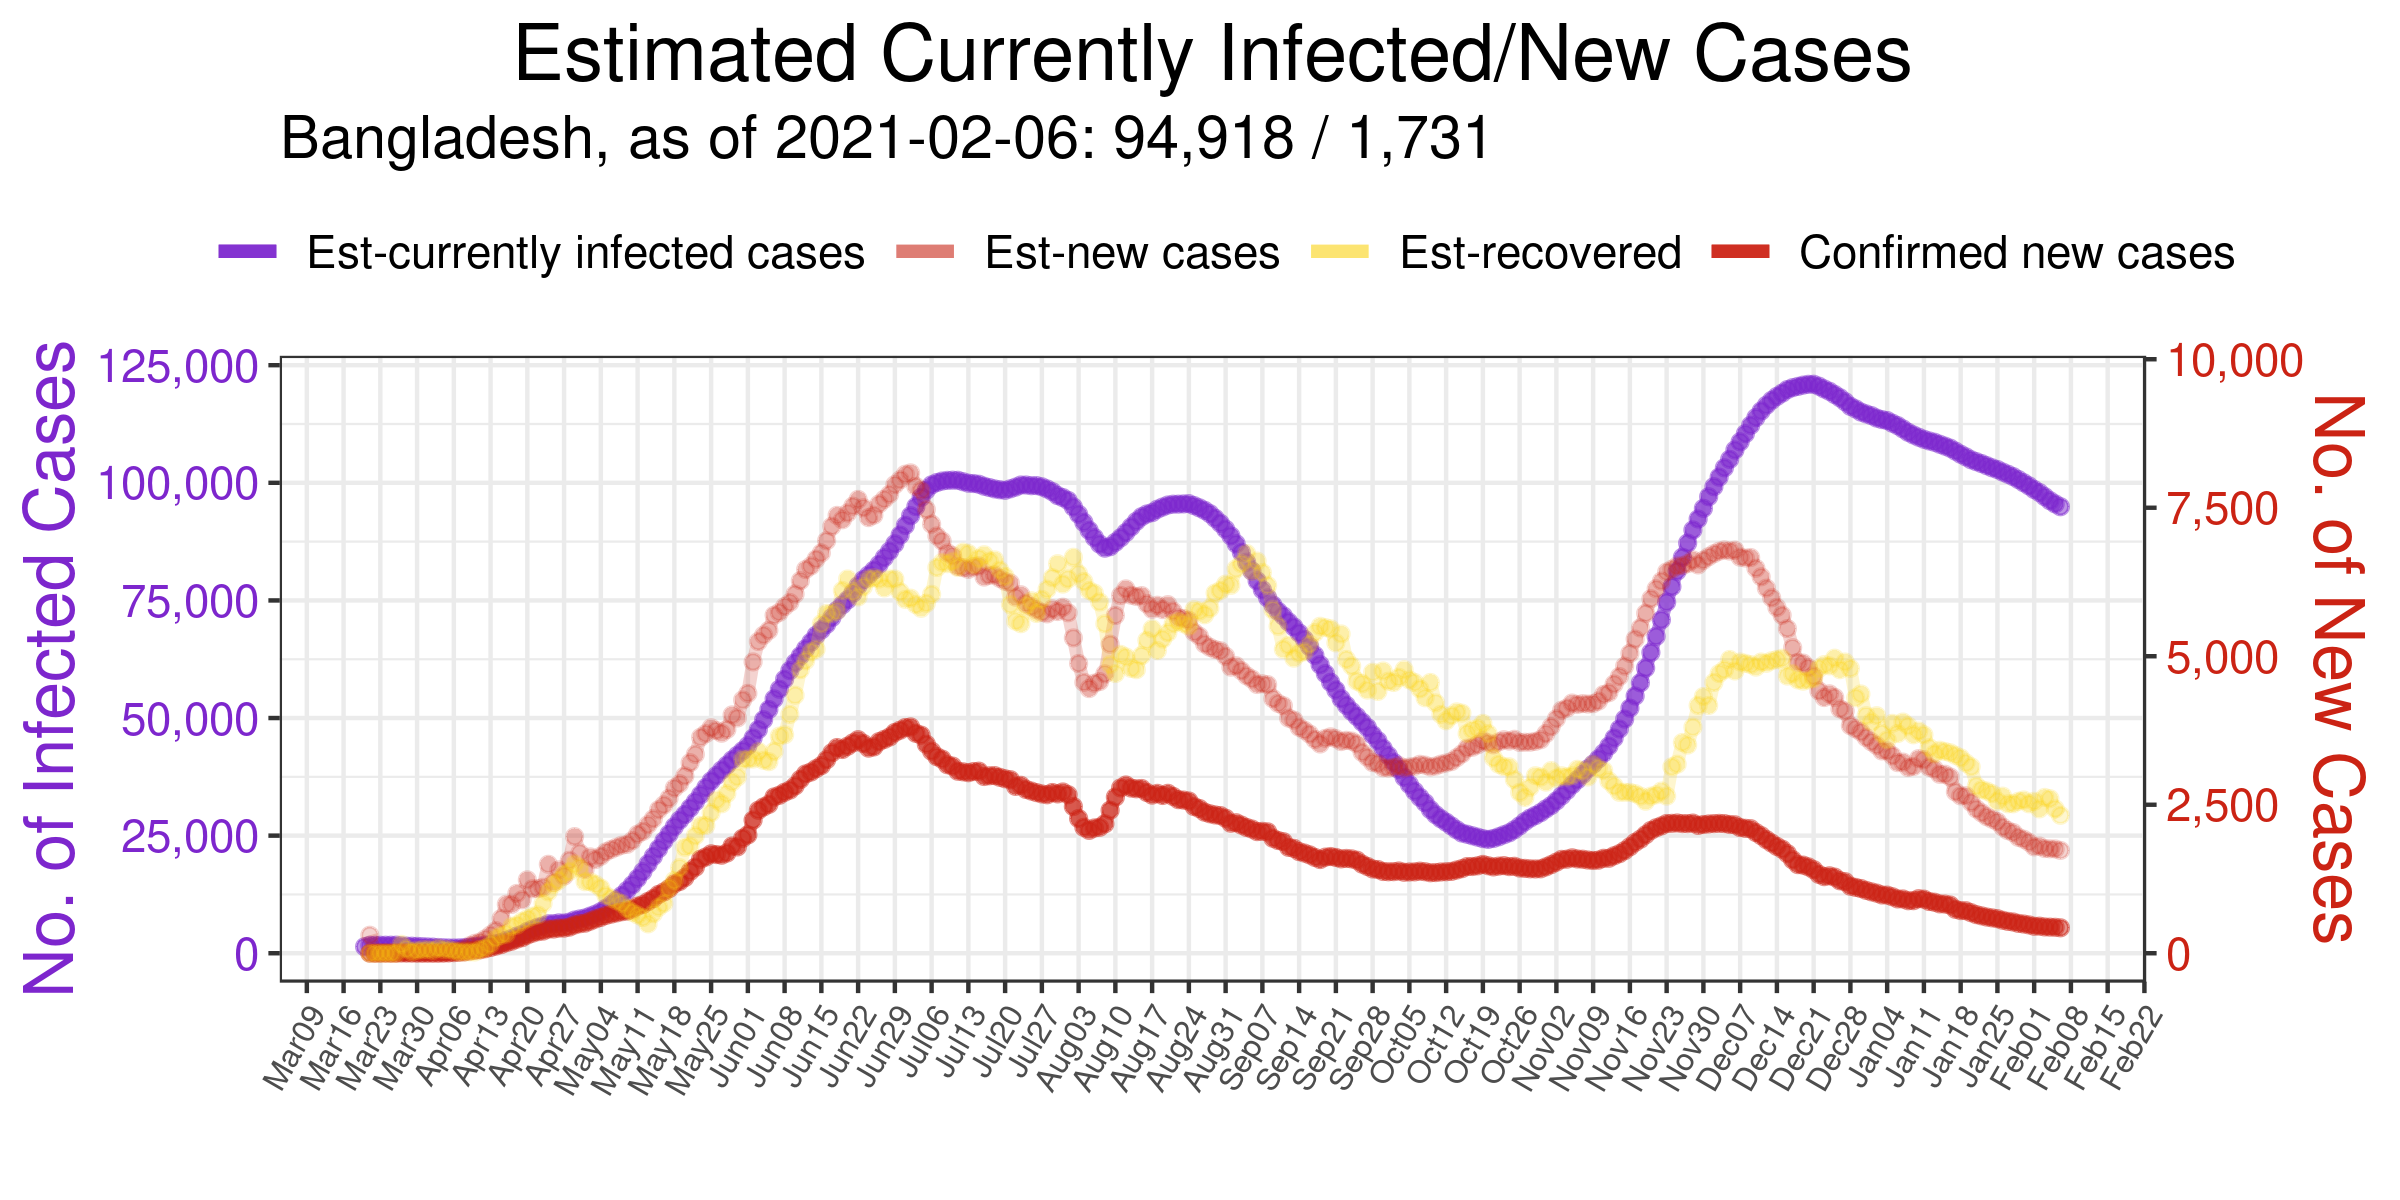 Estimated Currently Infected/New Cases
Bangladesh, as of 2021-02-06: 94,918 / 1,731
Est-currently infected cases Est-new cases Est-recovered Confirmed new cases
No. of Infected Cases
125,000
100,000
75,000
50,000
25,000
0
10,000
7,500
5,000
2,500
0
No. of New Cases
Mar09 Mar16 Mar23 Mar30 Apr06 Apr13 Apr20 Apr27 May04 May11 May18 May25 Jun01 Jun08 Jun15 Jun22 Jun29 Jul06 Jul13 Jul20 Jul27 Aug03 Aug10 Aug17 Aug24 Aug31 Sep07 Sep14 Sep21 Sep28 Oct05 Oct12 Oct19 Oct26 Nov02 Nov09 Nov16 Nov23 Nov30 Dec07 Dec14 Dec21 Dec28 Jan04 Jan11 Jan18 Jan25 Feb01 Feb08 Feb15 Feb22